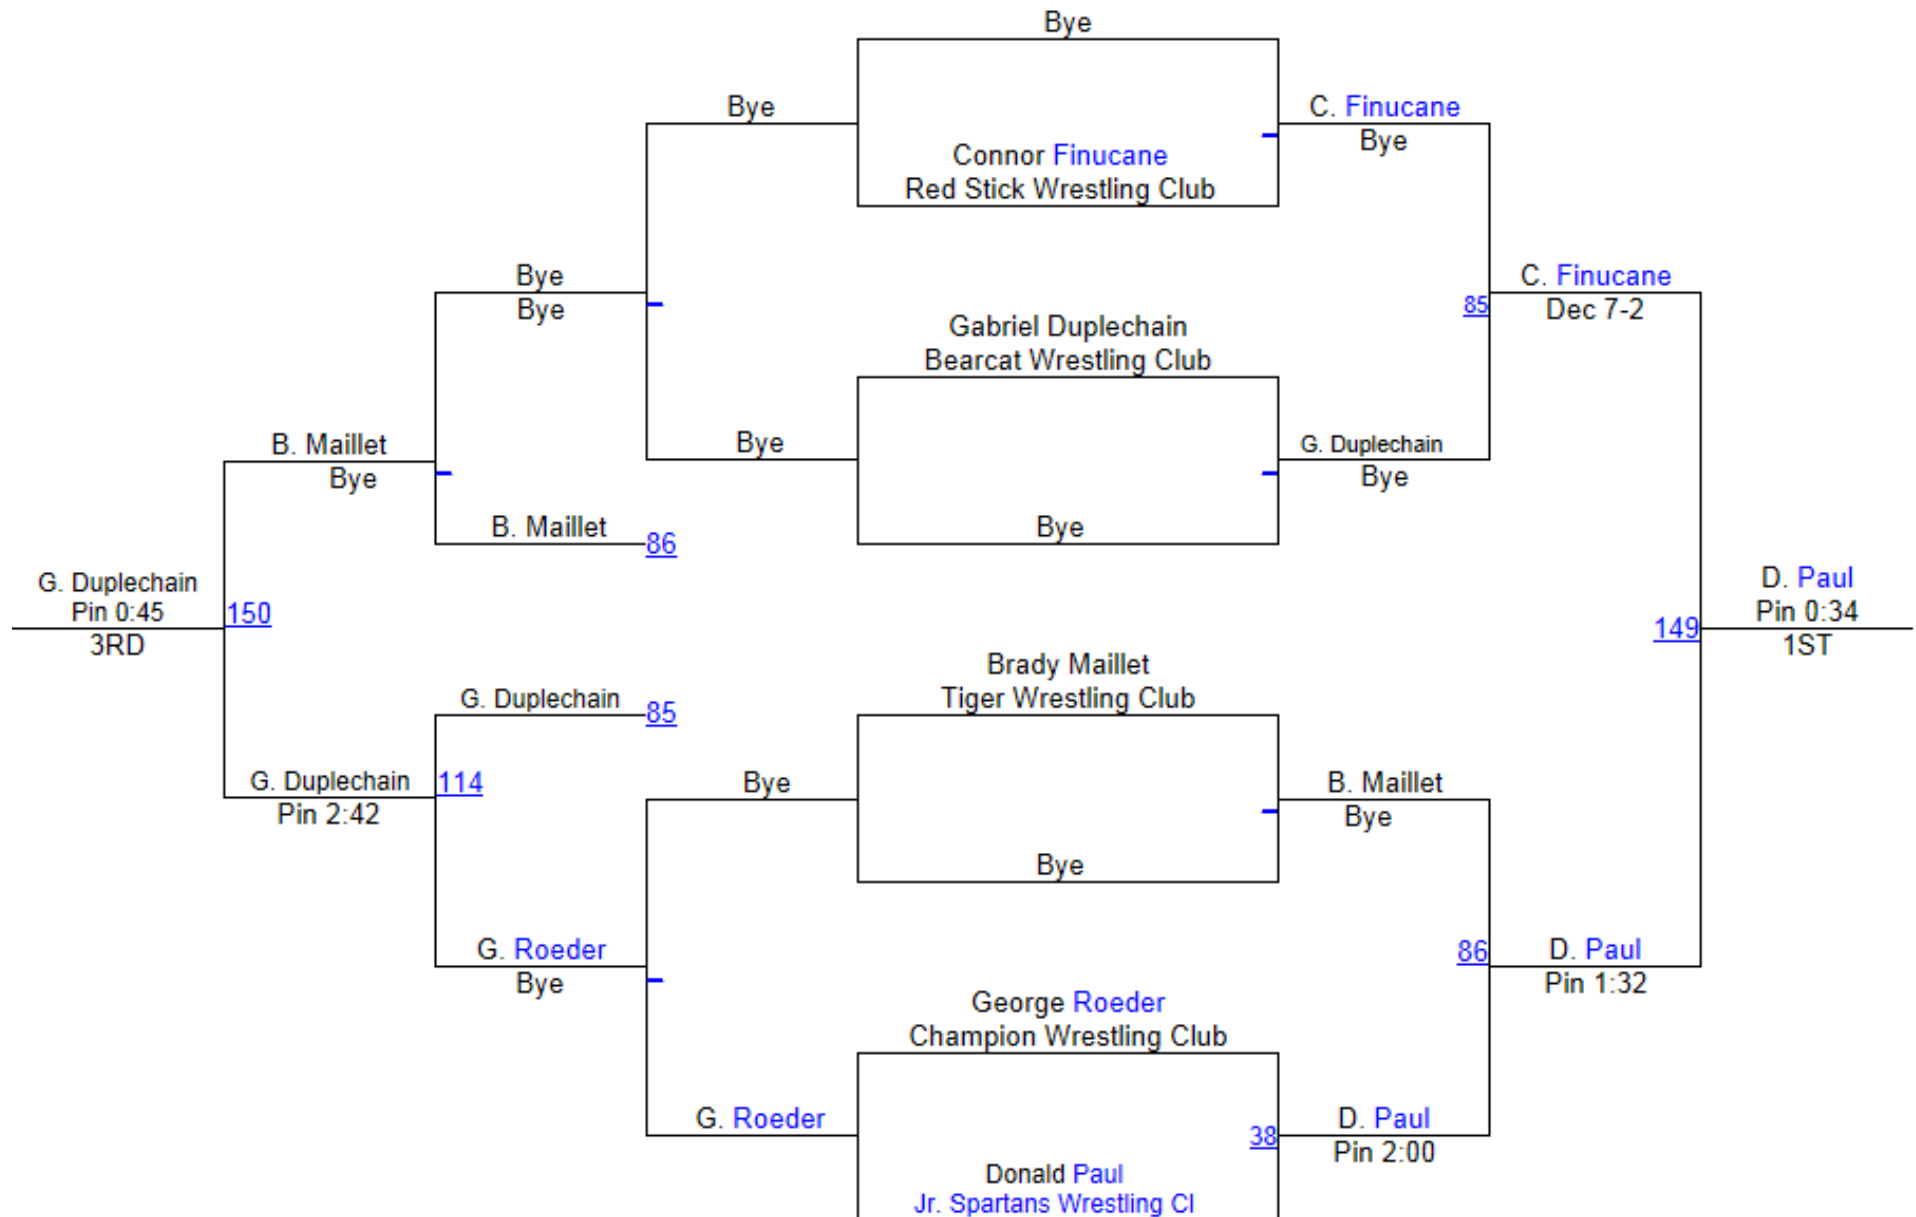 Bye
Bye
C. Finucane
Bye
Connor Finucane
Red Stick Wrestling Club
Bye
Bye
C. Finucane
85
Dec 7-2
Gabriel Duplechain
Bearcat Wrestling Club
B. Maillet
Bye
Bye
G. Duplechain
Bye
B. Maillet
86
Bye
G. Duplechain
Pin 0:45
3RD
150
D. Paul
Pin 0:34
1ST
149
Brady Maillet
Tiger Wrestling Club
G. Duplechain
85
G. Duplechain
Pin 2:42
114
Bye
B. Maillet
Bye
Bye
G. Roeder
Bye
86
D. Paul
Pin 1:32
George Roeder
Champion Wrestling Club
G. Roeder
38
D. Paul
Pin 2:00
Donald Paul
Jr. Spartans Wrestling Cl